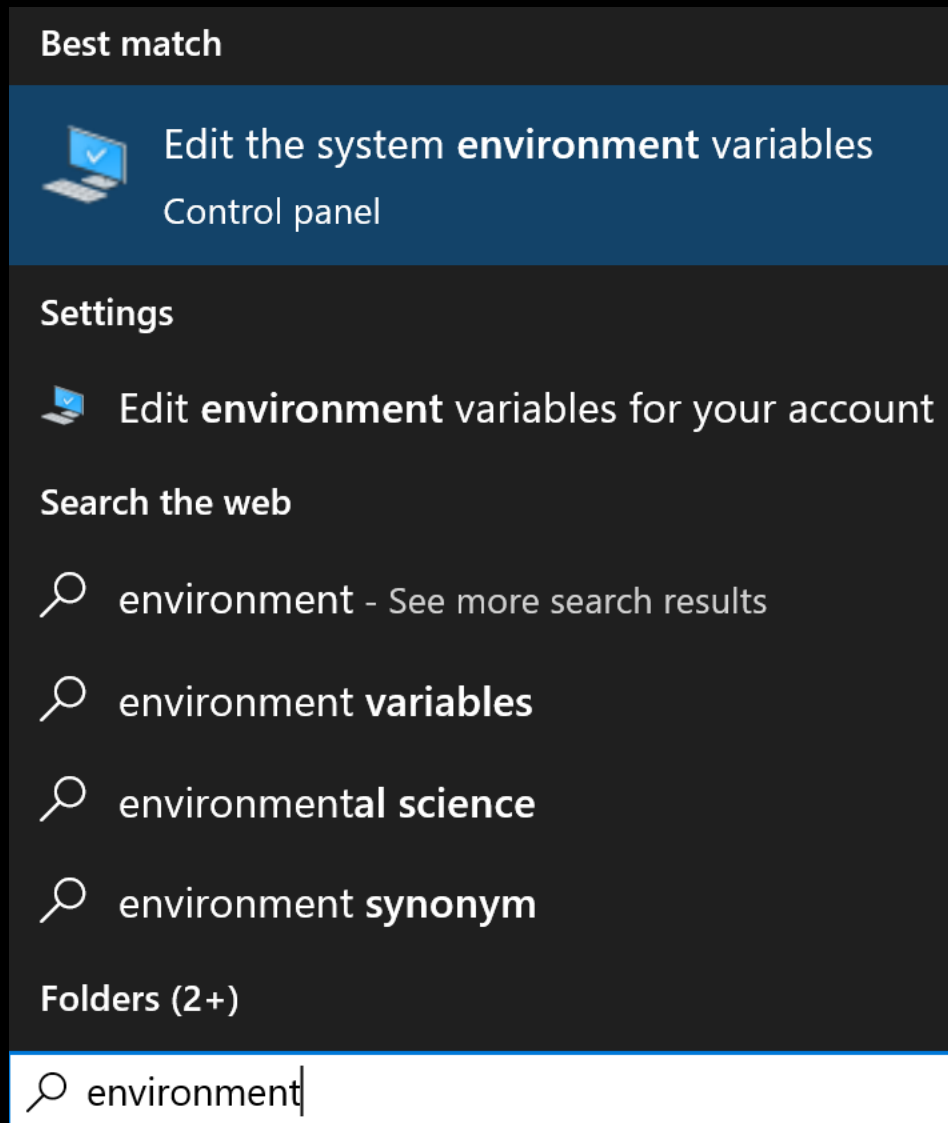 Best match
Edit the system environment variables
Control panel
Settings
Edit environment variables for your account
Search the web
environment - See more search results
environment variables
environmental science
environment synonym
Folders (2+)
environment